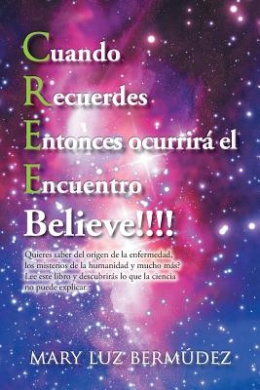 Cuando
Recuerdes
Entonces ocurrirá el
Encuentro
Believe!!!!
Quieres saber del origen de la enfermedad,
los misterios de la humanidad y mucho más?
Lee este libro y descubrirás lo que la ciencia
no puede explicar.
MARY LUZ BERMÚDEZ